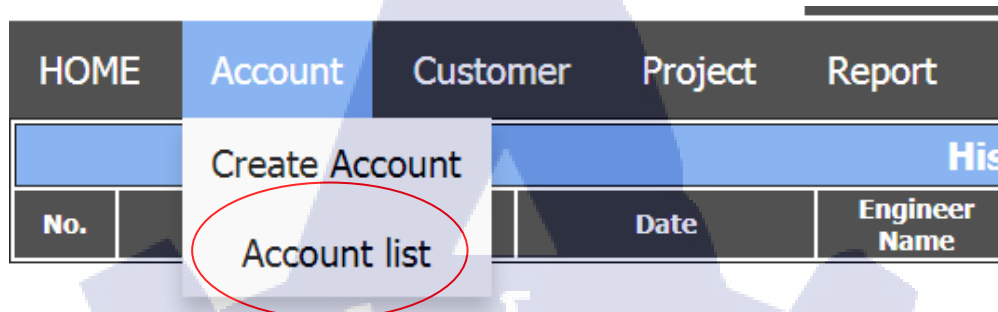 HOME Account Customer Project Report
Create Account
His
No. Date Engineer Name
Account list